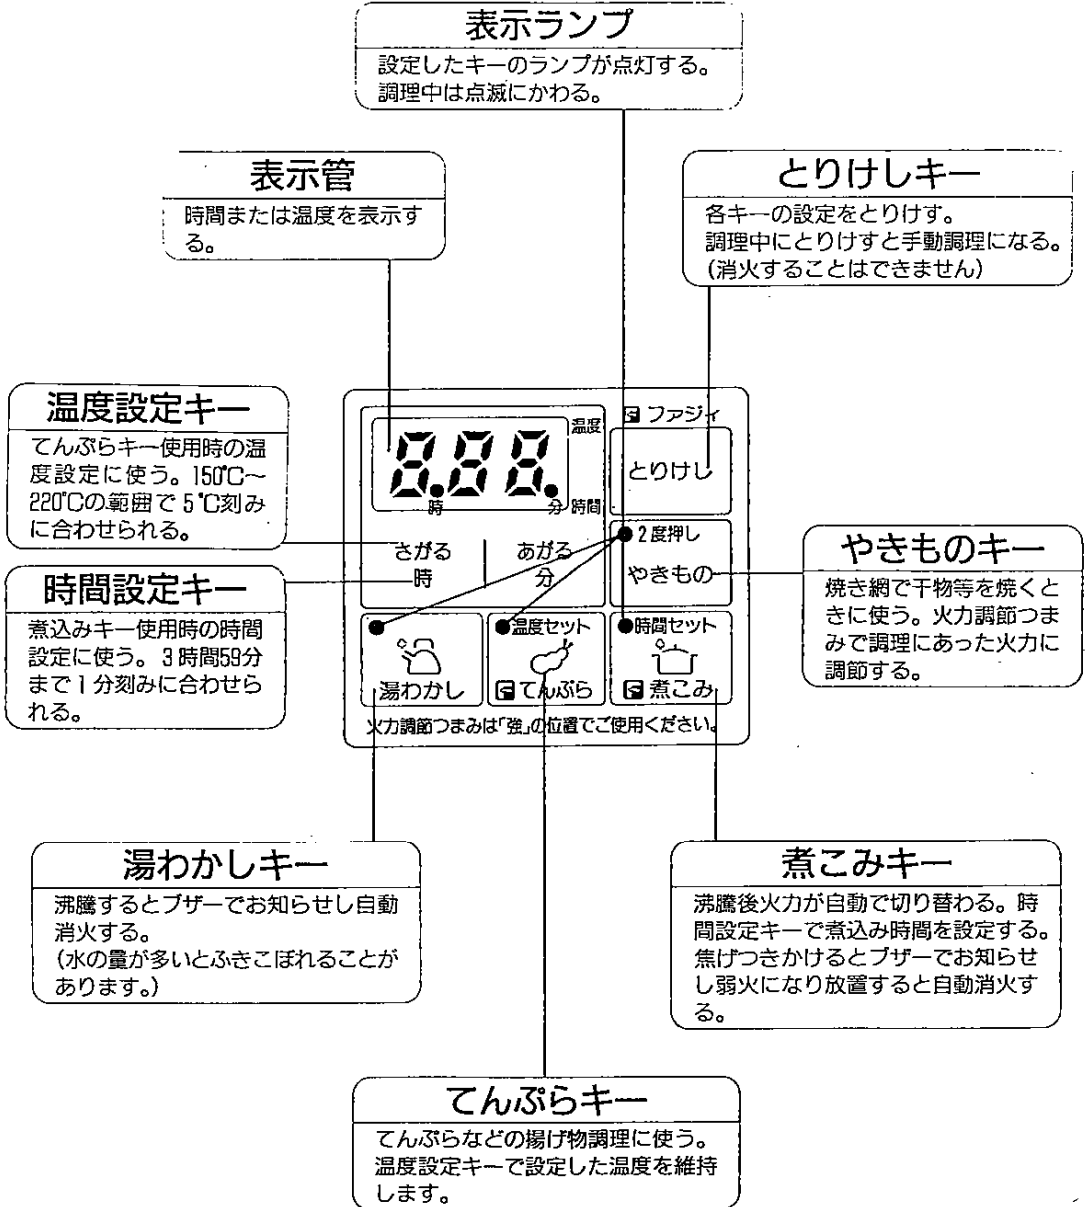 表示ランプ
設定したキーのランプが点灯する。
調理中は点滅にかわる。
表示管
時間または温度を表示す
る。
とりけしキー
各キーの設定をとりけす。
調理中にとりけすと手動調理になる。
(消火することはできません)
温度設定キー
てんぷらキー使用時の温
度設定に使う。150℃〜
220℃の範囲で5℃刻み
に合わせられる。
時間設定キー
煮込みキー使用時の時間
設定に使う。3時間59分
まで1分刻みに合わせら
れる。
8.88.
温度
時
分 時間
ファジィ
とりけし
さがる
時
あがる
分
2度押し
やきもの
湯わかし
温度セット
てんぷら
時間セット
煮こみ
火力調節つまみは「強」の位置でご使用ください。
やきものキー
焼き網で干物等を焼くと
きに使う。火力調節つま
みで調理にあった火力に
調節する。
湯わかしキー
沸騰するとブザーでお知らせし自動
消火する。
(水の量が多いとふきこぼれることが
あります。)
煮こみキー
沸騰後火力が自動で切り替わる。時
間設定キーで煮込み時間を設定する。
焦げつきかけるとブザーでお知らせ
し弱火になり放置すると自動消火す
る。
てんぷらキー
てんぷらなどの揚げ物調理に使う。
温度設定キーで設定した温度を維持
します。